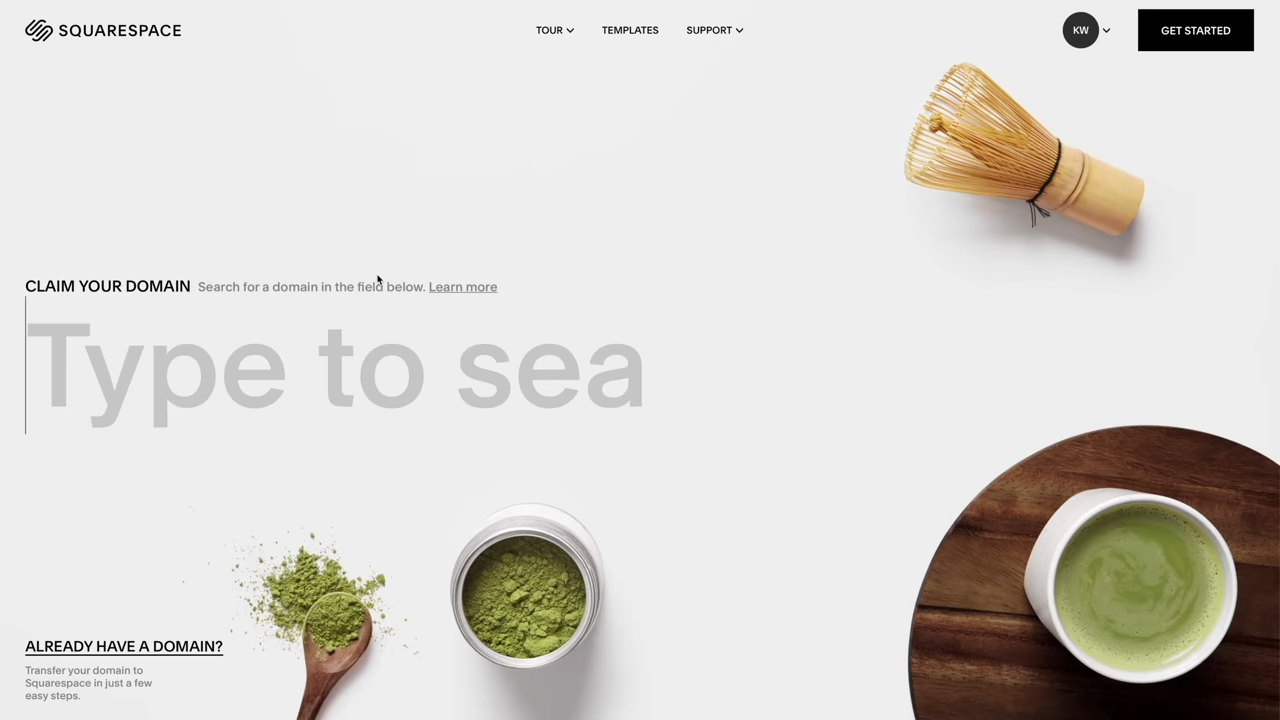 SQUARESPACE
TOUR
TEMPLATES
SUPPORT
KW
GET STARTED
CLAIM YOUR DOMAIN Search for a domain in the field below. Learn more
Type to sea
ALREADY HAVE A DOMAIN?
Transfer your domain to
Squarespace in just a few
easy steps.